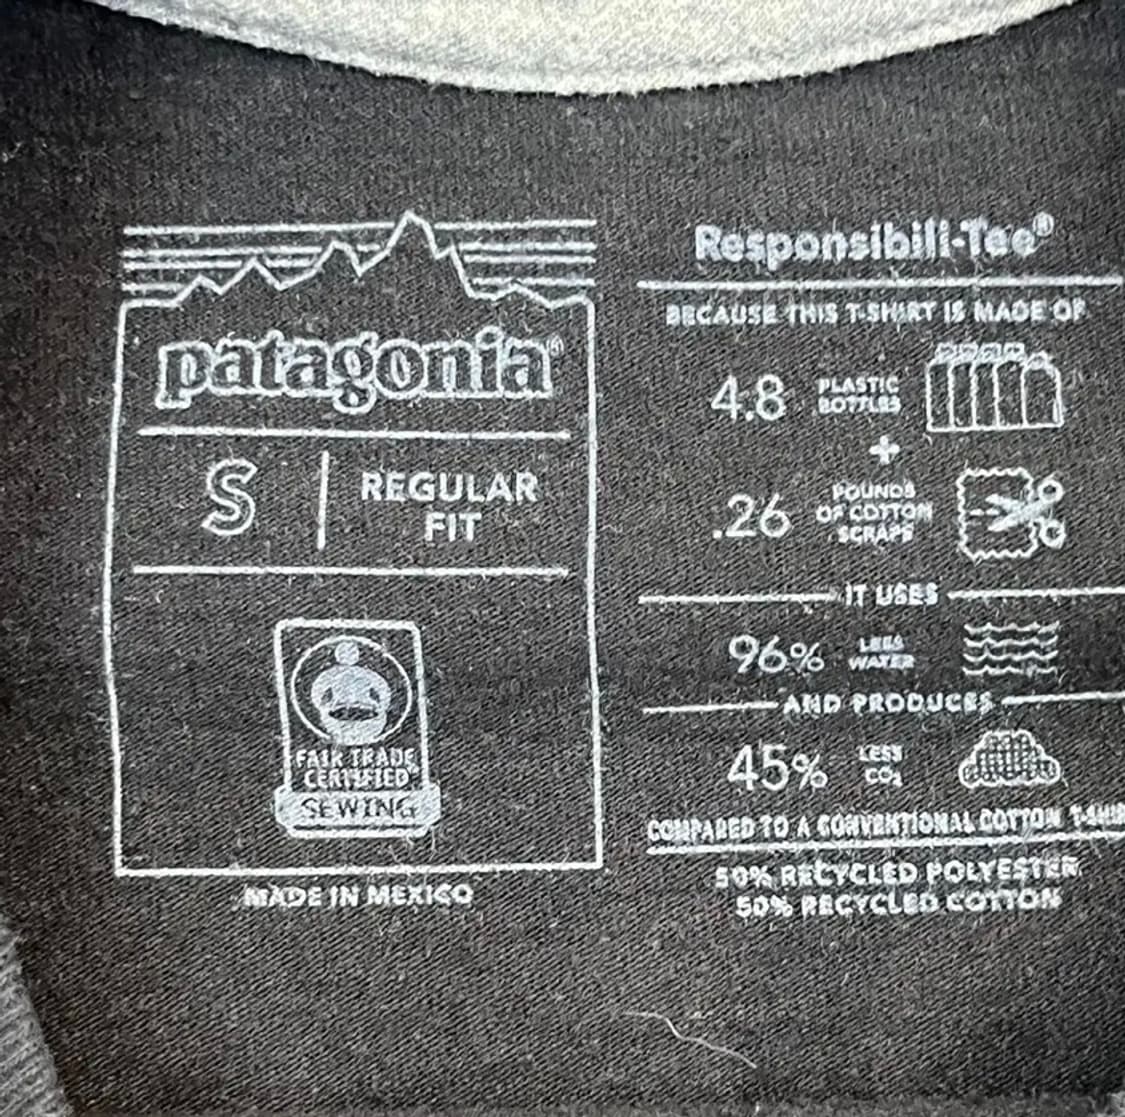 patagonia®
S | REGULAR
FIT
FAIR TRADE
CERTIFIED
SEWING
MADE IN MEXICO
Responsibili-Tee®
BECAUSE THIS T-SHIRT IS MADE OF
4.8 PLASTIC
BOTTLES
+
.26 POUNDS
OF COTTON
SCRAPS
IT USES
96% LESS
WATER
AND PRODUCES
45% LESS
CO₂
COMPARED TO A CONVENTIONAL COTTON T-SHIR
50% RECYCLED POLYESTER
50% RECYCLED COTTON